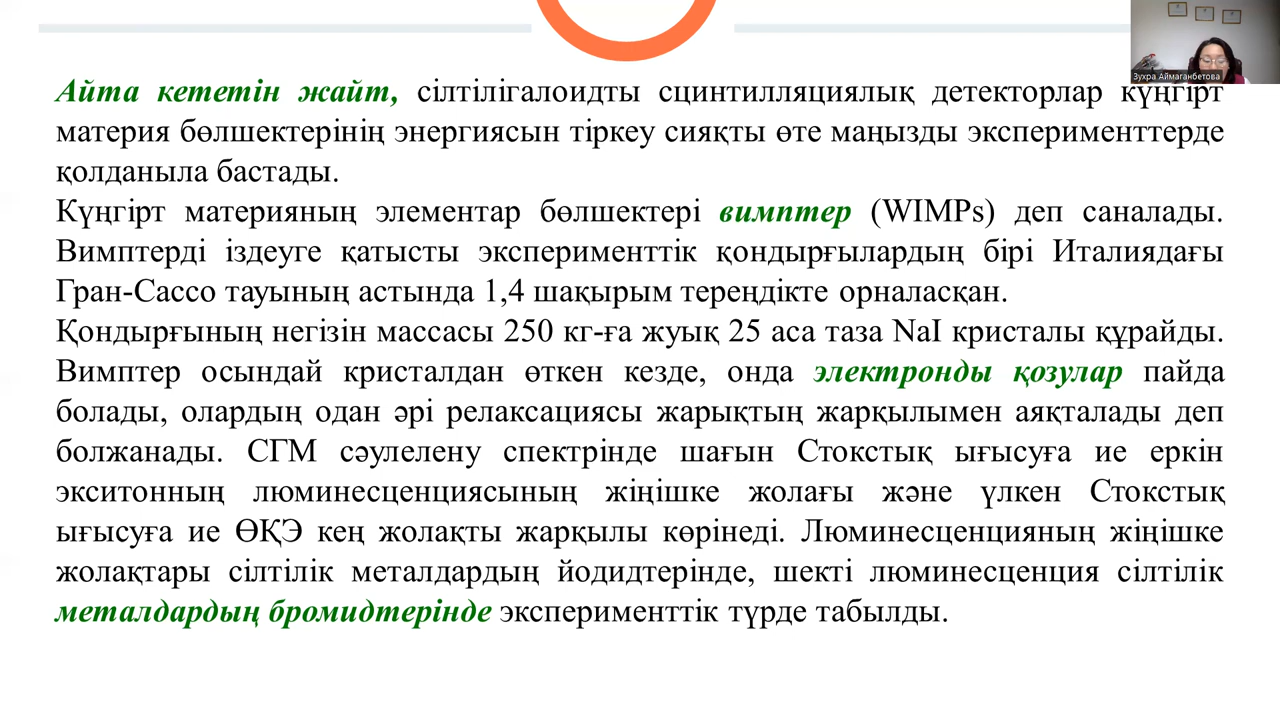 Зухра Аймаганбетова
Айта кететін жайт, сілтілігалоидты сцинтилляциялық детекторлар күңгірт
материя бөлшектерінің энергиясын тіркеу сияқты өте маңызды эксперименттерде
қолданыла бастады.
Күңгірт материяның элементар бөлшектері вимптер (WIMPs) деп саналады.
Вимптерді іздеуге қатысты эксперименттік қондырғылардың бірі Италиядағы
Гран-Сассо тауының астында 1,4 шақырым тереңдікте орналасқан.
Қондырғының негізін массасы 250 кг-ға жуық 25 аса таза NaI кристалы құрайды.
Вимптер осындай кристалдан өткен кезде, онда электронды қозулар пайда
болады, олардың одан әрі релаксациясы жарықтың жарқылымен аяқталады деп
болжанады. СГМ сәулелену спектрінде шағын Стокстық ығысуға ие еркін
экситонның люминесценциясының жіңішке жолағы және үлкен Стокстық
ығысуға ие ӨҚЭ кең жолақты жарқылы көрінеді. Люминесценцияның жіңішке
жолақтары сілтілік металдардың йодидтерінде, шекті люминесценция сілтілік
металдардың бромидтерінде эксперименттік түрде табылды.